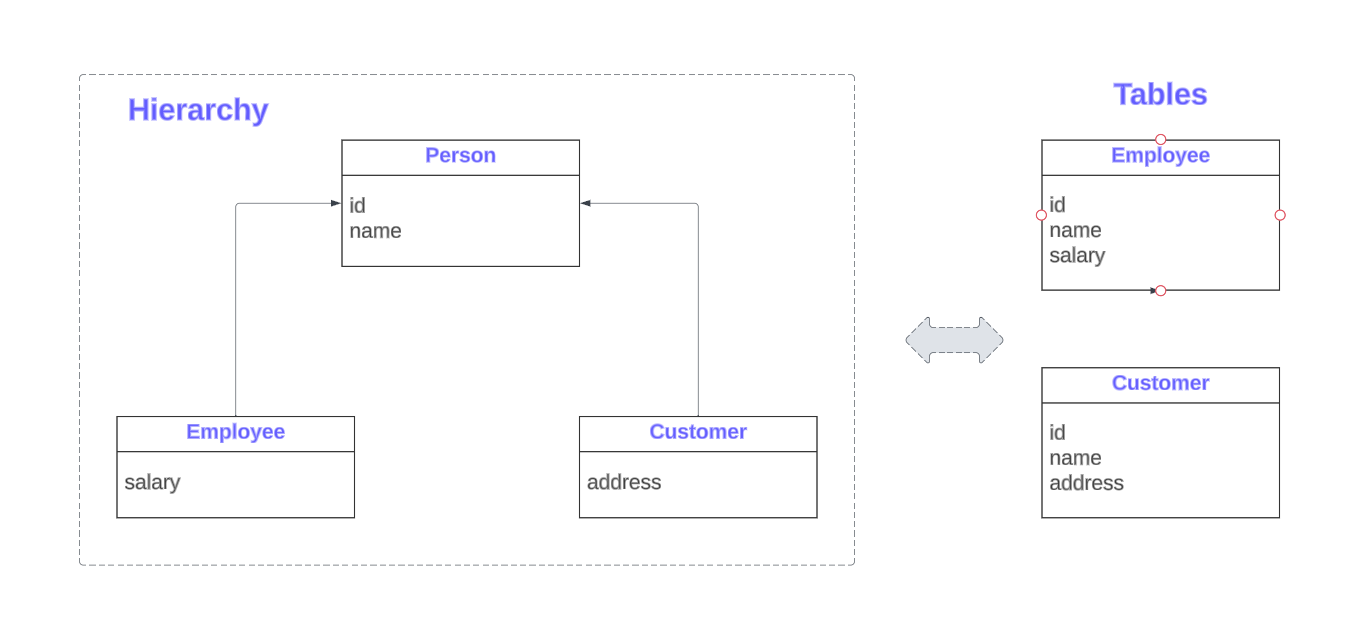 Hierarchy
Person
id
name
Employee
salary
Customer
address
Tables
Employee
id
name
salary
Customer
id
name
address